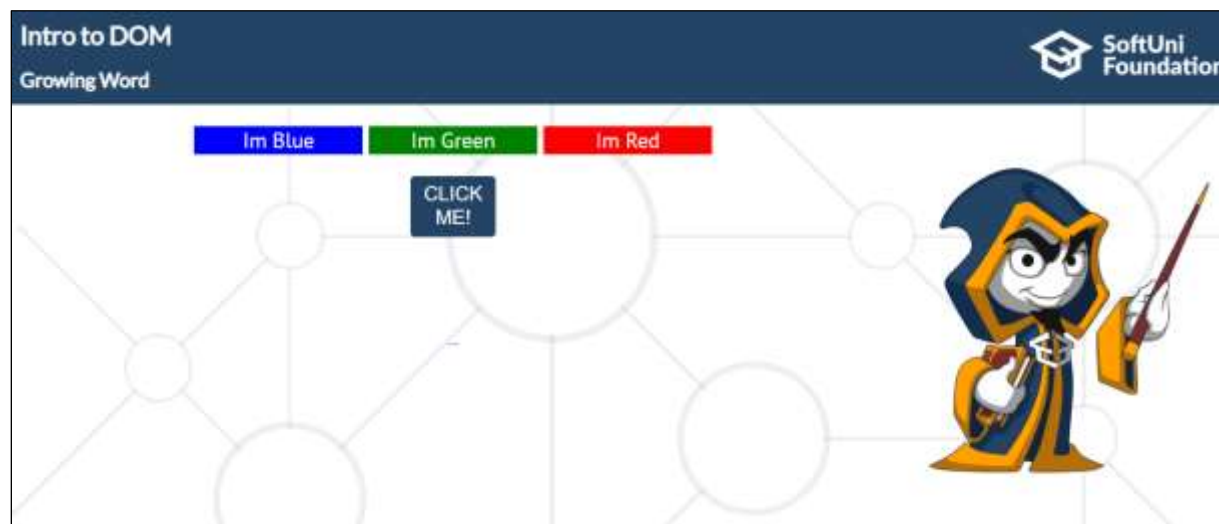 Intro to DOM
Growing Word
SoftUni
Foundation
Im Blue
Im Green
Im Red
CLICK
ME!